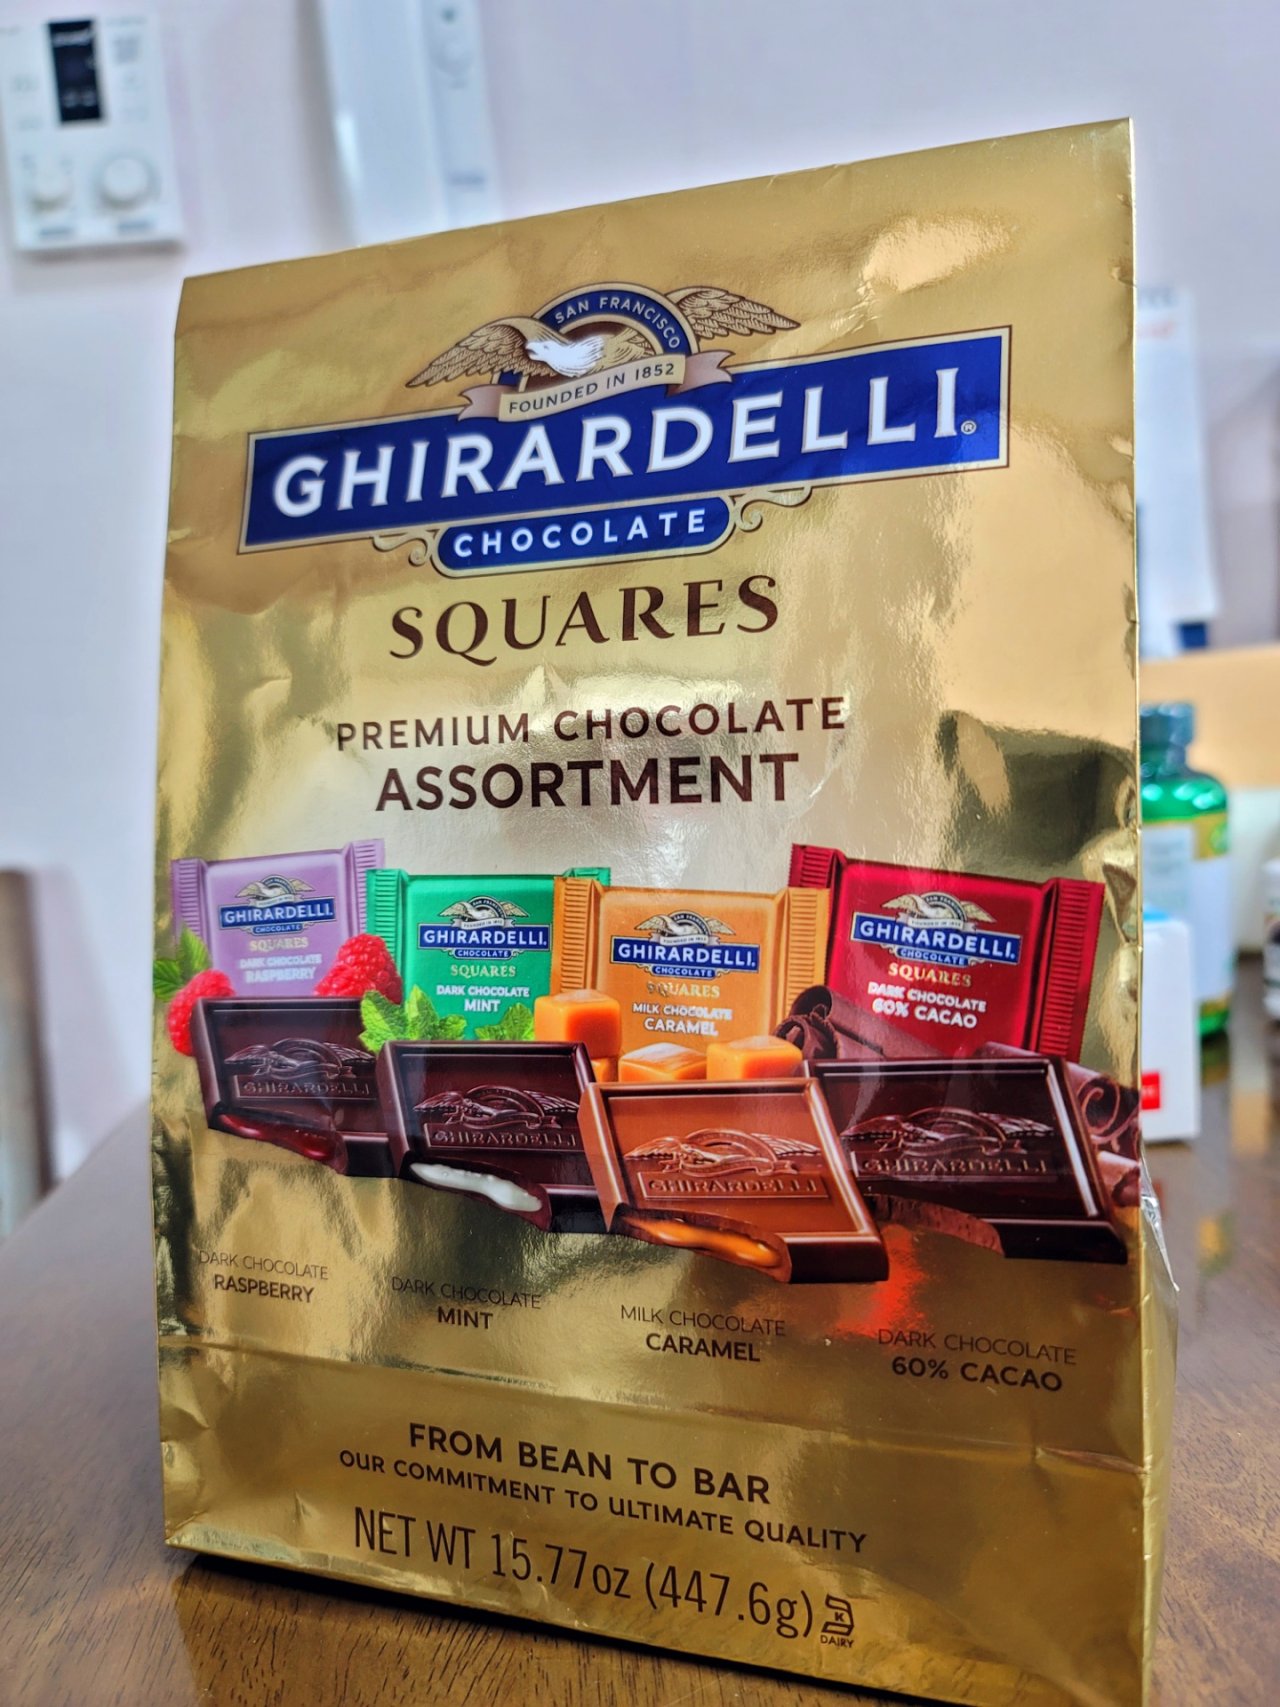 SAN FRANCISCO
FOUNDED IN 1852
GHIRARDELLI®
CHOCOLATE
SQUARES
PREMIUM CHOCOLATE
ASSORTMENT
GHIRARDELLI
CHOCOLATE
SQUARES
DARK CHOCOLATE
RASPBERRY
GHIRARDELLI
CHOCOLATE
SQUARES
DARK CHOCOLATE
MINT
GHIRARDELLI
CHOCOLATE
SQUARES
MILK CHOCOLATE
CARAMEL
GHIRARDELLI
CHOCOLATE
SQUARES
DARK CHOCOLATE
60% CACAO
GHIRARDELLI
GHIRARDELLI
GHIRARDELLI
GHIRARDELLI
DARK CHOCOLATE
RASPBERRY
DARK CHOCOLATE
MINT
MILK CHOCOLATE
CARAMEL
DARK CHOCOLATE
60% CACAO
FROM BEAN TO BAR
OUR COMMITMENT TO ULTIMATE QUALITY
NET WT 15.77oz (447.6g)
K
DAIRY